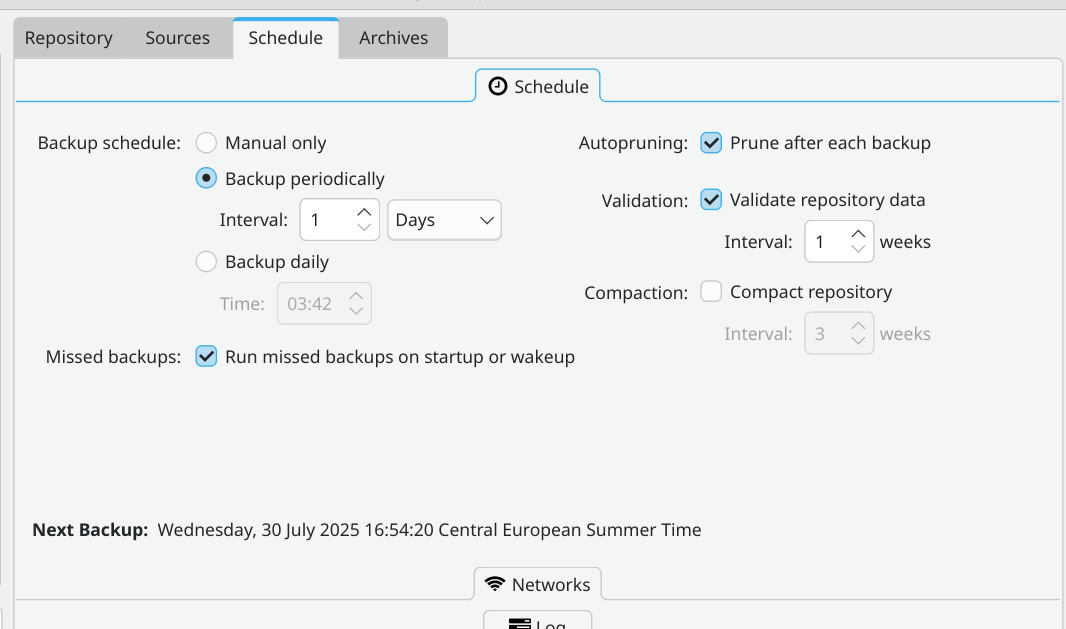 Repository Sources Schedule Archives
Schedule
Backup schedule: Manual only
Backup periodically
Interval: 1 Days
Backup daily
Time: 03:42
Missed backups: Run missed backups on startup or wakeup
Autopruning: Prune after each backup
Validation: Validate repository data
Interval: 1 weeks
Compaction: Compact repository
Interval: 3 weeks
Next Backup: Wednesday, 30 July 2025 16:54:20 Central European Summer Time
Networks
Log